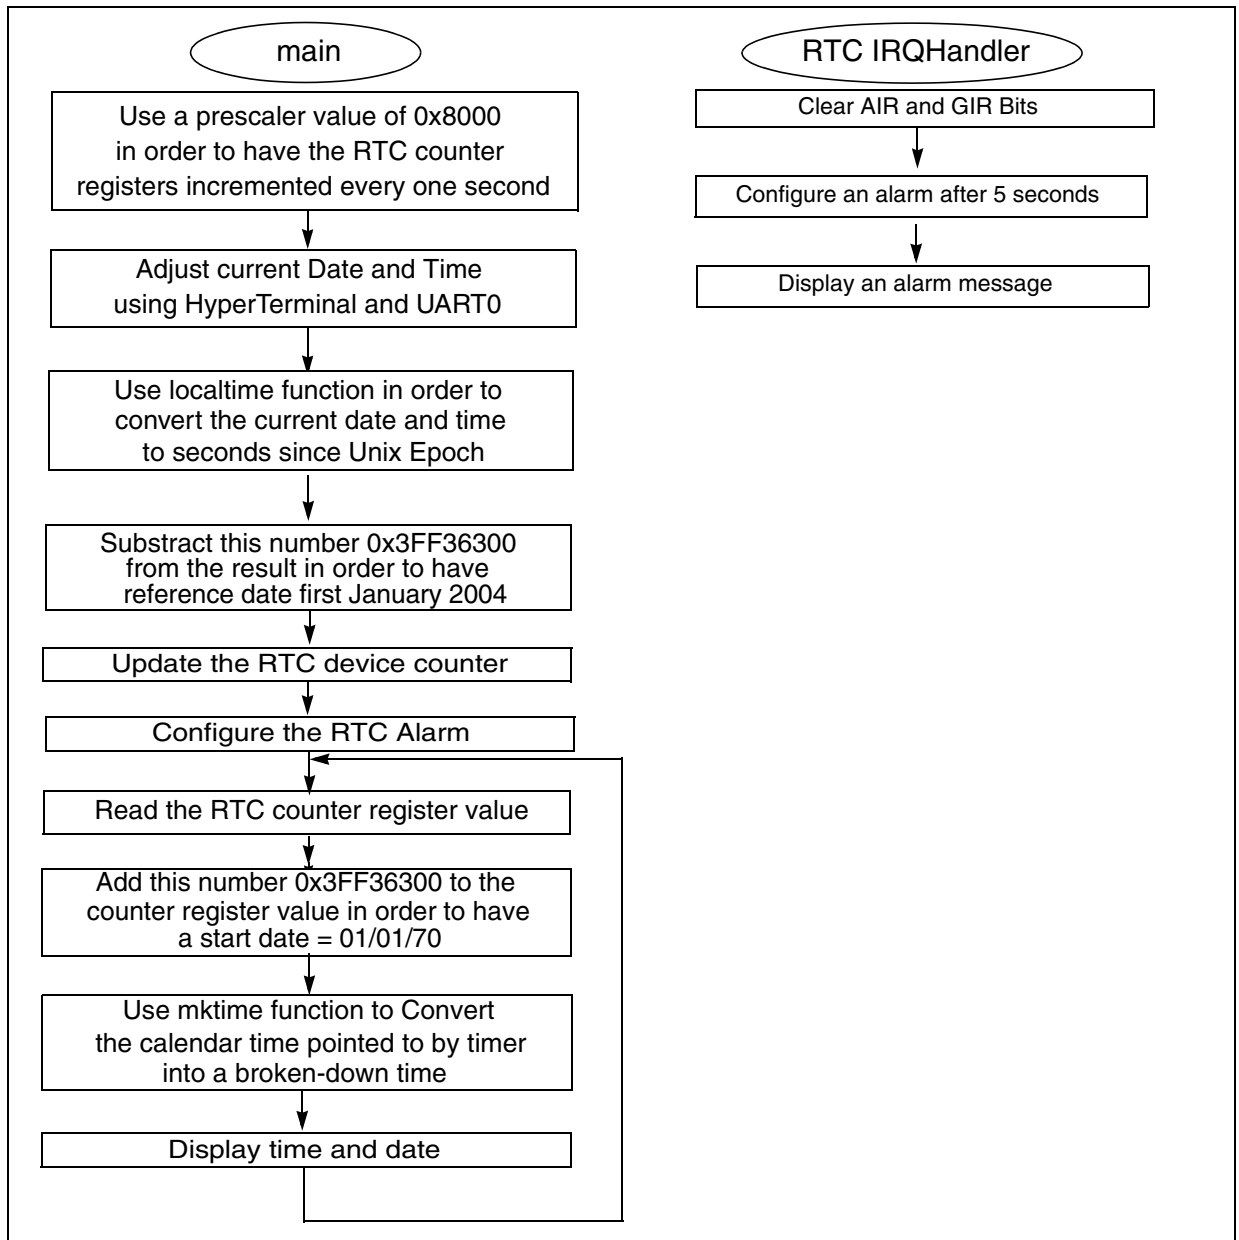 main
Use a prescaler value of 0x8000
in order to have the RTC counter
registers incremented every one second
Adjust current Date and Time
using HyperTerminal and UART0
Use localtime function in order to
convert the current date and time
to seconds since Unix Epoch
Substract this number 0x3FF36300
from the result in order to have
reference date first January 2004
Update the RTC device counter
Configure the RTC Alarm
Read the RTC counter register value
Add this number 0x3FF36300 to the
counter register value in order to have
a start date = 01/01/70
Use mktime function to Convert
the calendar time pointed to by timer
into a broken-down time
Display time and date
RTC IRQHandler
Clear AIR and GIR Bits
Configure an alarm after 5 seconds
Display an alarm message